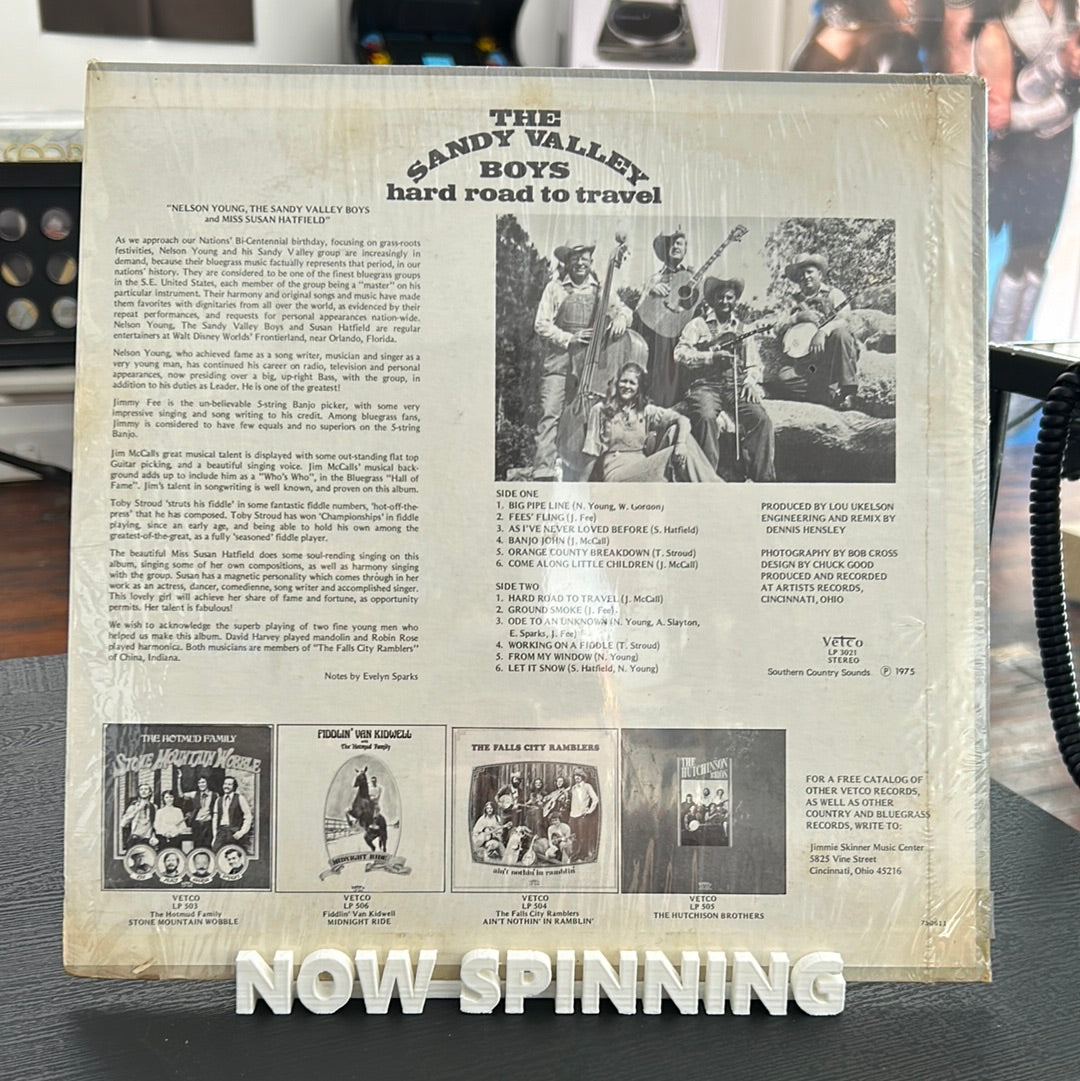 THE
SANDY VALLEY
BOYS
hard road to travel
"NELSON YOUNG, THE SANDY VALLEY BOYS
and MISS SUSAN HATFIELD"
As we approach our Nations' Bi-Centennial birthday, focusing on grass-roots
festivities, Nelson Young and his Sandy Valley group are increasingly in
demand, because their bluegrass music factually represents that period, in our
nations' history. They are considered to be one of the finest bluegrass groups
in the S.E. United States, each member of the group being a "master" on his
particular instrument. Their harmony and original songs and music have made
them favorites with dignitaries from all over the world, as evidenced by their
repeat performances, and requests for personal appearances nation-wide.
Nelson Young, The Sandy Valley Boys and Susan Hatfield are regular
entertainers at Walt Disney Worlds' Frontierland, near Orlando, Florida.
Nelson Young, who achieved fame as a song writer, musician and singer as a
very young man, has continued his career on radio, television and personal
appearances, now presiding over a big, up-right Bass, with the group, in
addition to his duties as Leader. He is one of the greatest!
Jimmy Fee is the un-believable 5-string Banjo picker, with some very
impressive singing and song writing to his credit. Among bluegrass fans,
Jimmy is considered to have few equals and no superiors on the 5-string
Banjo.
Jim McCalls great musical talent is displayed with some out-standing flat top
Guitar picking, and a beautiful singing voice. Jim McCalls' musical back-
ground adds up to include him as a "Who's Who", in the Bluegrass "Hall of
Fame". Jim's talent in songwriting is well known, and proven on this album.
Toby Stroud 'struts his fiddle' in some fantastic fiddle numbers, 'hot-off-the-
press' that he has composed. Toby Stroud has won 'Championships' in fiddle
playing, since an early age, and being able to hold his own among the
greatest-of-the-great, as a fully 'seasoned' fiddle player.
The beautiful Miss Susan Hatfield does some soul-rending singing on this
album, singing some of her own compositions, as well as harmony singing
with the group. Susan has a magnetic personality which comes through in her
work as an actress, dancer, comedienne, song writer and accomplished singer.
This lovely girl will achieve her share of fame and fortune, as opportunity
permits. Her talent is fabulous!
We wish to acknowledge the superb playing of two fine young men who
helped us make this album. David Harvey played mandolin and Robin Rose
played harmonica. Both musicians are members of "The Falls City Ramblers"
of China, Indiana.
Notes by Evelyn Sparks
SIDE ONE
1. BIG PIPE LINE (N. Young, W. Gordon)
2. FEES' FLING (J. Fee)
3. AS I'VE NEVER LOVED BEFORE (S. Hatfield)
4. BANJO JOHN (J. McCall)
5. ORANGE COUNTY BREAKDOWN (T. Stroud)
6. COME ALONG LITTLE CHILDREN (J. McCall)
SIDE TWO
1. HARD ROAD TO TRAVEL (J. McCall)
2. GROUND SMOKE (J. Fee)
3. ODE TO AN UNKNOWN (N. Young, A. Slayton,
E. Sparks, J. Fee)
4. WORKING ON A FIDDLE (T. Stroud)
5. FROM MY WINDOW (N. Young)
6. LET IT SNOW (S. Hatfield, N. Young)
PRODUCED BY LOU UKELSON
ENGINEERING AND REMIX BY
DENNIS HENSLEY
PHOTOGRAPHY BY BOB CROSS
DESIGN BY CHUCK GOOD
PRODUCED AND RECORDED
AT ARTISTS RECORDS,
CINCINNATI, OHIO
Vetco
LP 3021
STEREO
Southern Country Sounds ℗ 1975
THE HOTMUD FAMILY
STONE MOUNTAIN WOBBLE
VETCO
LP 503
The Hotmud Family
STONE MOUNTAIN WOBBLE
FIDDLIN' VAN KIDWELL
The Hotmud Family
MIDNIGHT RIDE
VETCO
LP 506
Fiddlin' Van Kidwell
MIDNIGHT RIDE
THE FALLS CITY RAMBLERS
ain't nothin' in ramblin'
VETCO
LP 504
The Falls City Ramblers
AIN'T NOTHIN' IN RAMBLIN'
THE
HUTCHISON
BROS
VETCO
LP 505
THE HUTCHISON BROTHERS
FOR A FREE CATALOG OF
OTHER VETCO RECORDS,
AS WELL AS OTHER
COUNTRY AND BLUEGRASS
RECORDS, WRITE TO:
Jimmie Skinner Music Center
5825 Vine Street
Cincinnati, Ohio 45216
NOW SPINNING